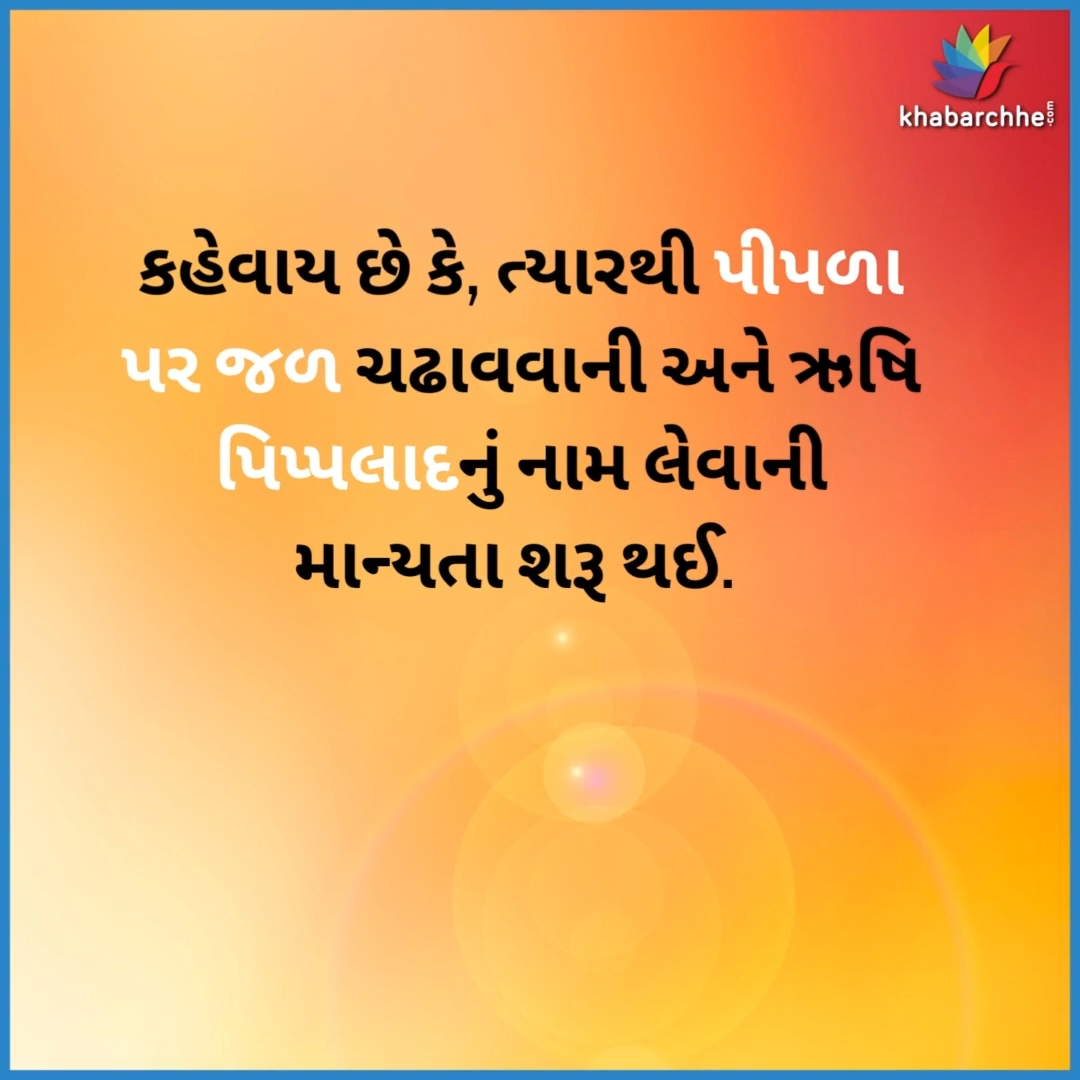 khabarchhe.com
કહેવાય છે કે, ત્યારથી પીપળા
પર જળ ચઢાવવાની અને ઋષિ
પિપ્પલાદનું નામ લેવાની
માન્યતા શરૂ થઈ.